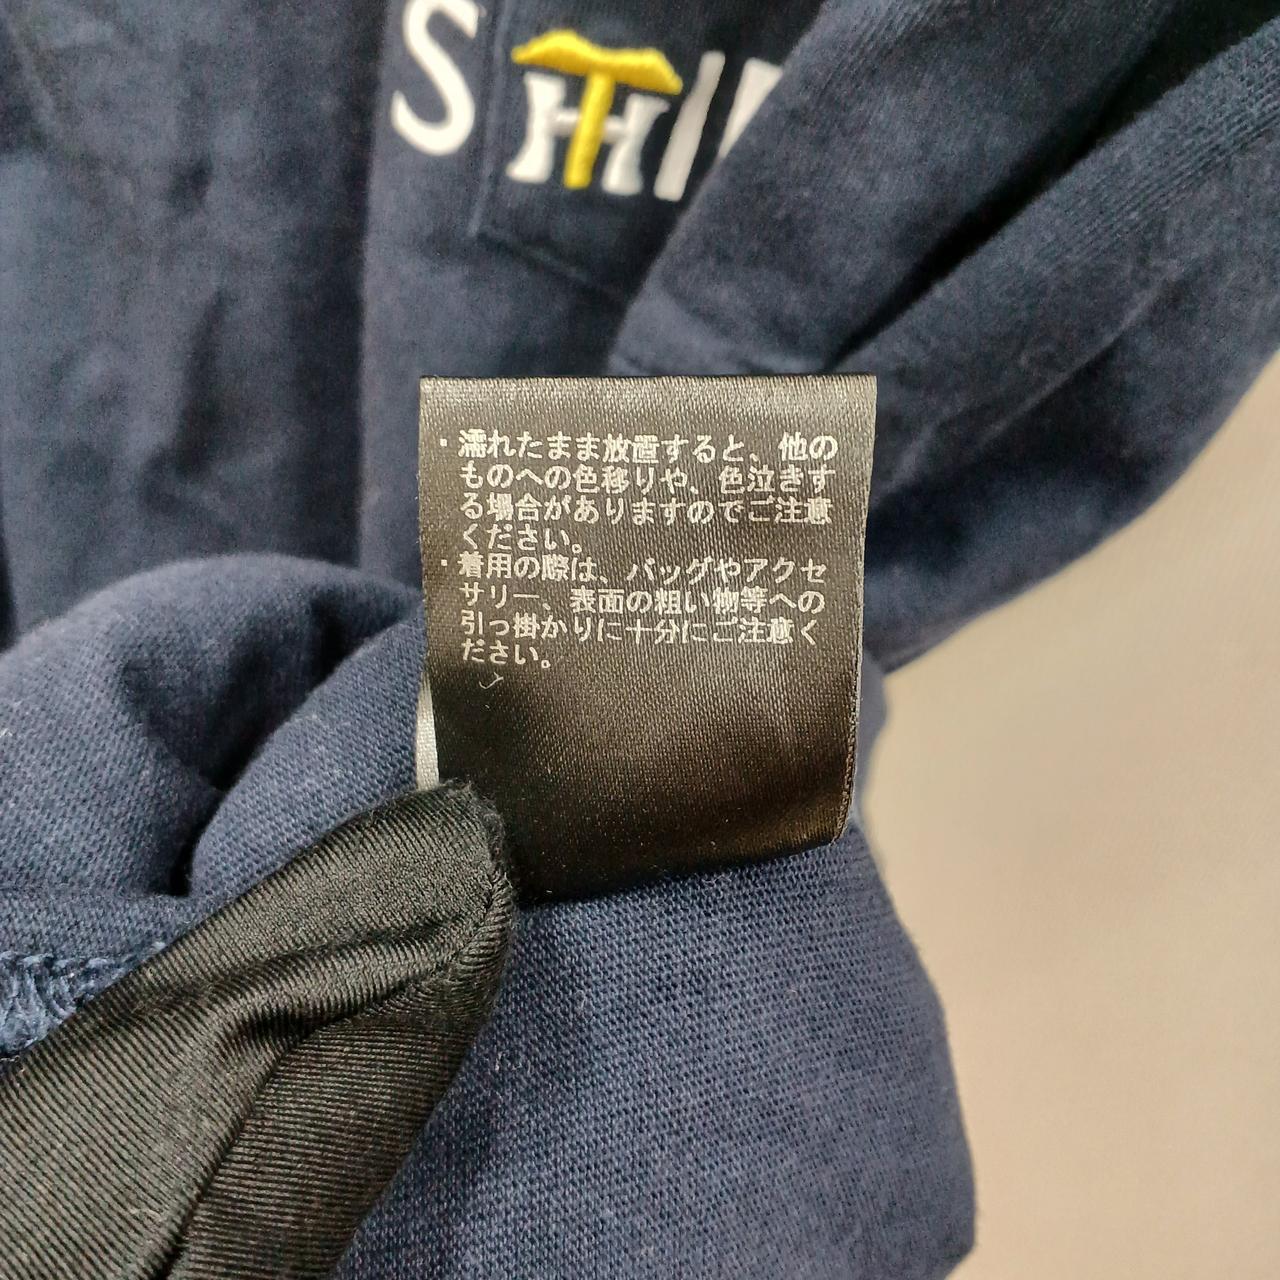 SHI
TH
・濡れたまま放置すると、他の
ものへの色移りや、色泣きす
る場合がありますのでご注意
ください。
・着用の際は、バッグやアクセ
サリー、表面の粗い物等への
引っ掛かりに十分にご注意く
ださい。